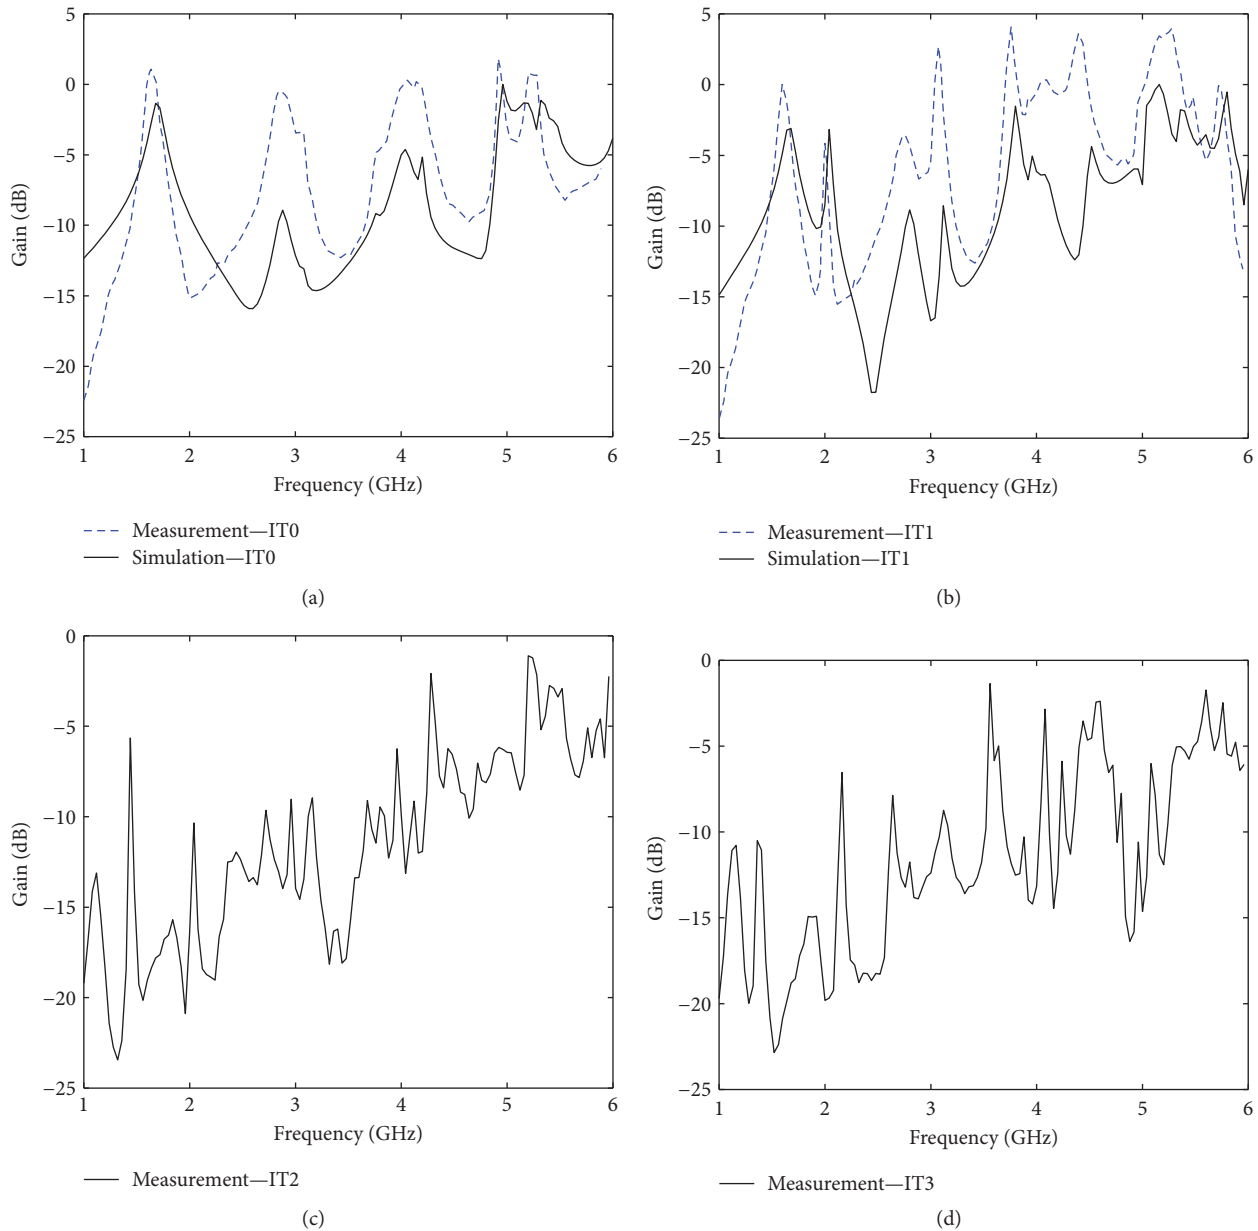 5
0
−5
−10
−15
−20
−25
Gain (dB)
1 2 3 4 5 6
Frequency (GHz)
Measurement—IT0
Simulation—IT0
(a)
5
0
−5
−10
−15
−20
−25
Gain (dB)
1 2 3 4 5 6
Frequency (GHz)
Measurement—IT1
Simulation—IT1
(b)
0
−5
−10
−15
−20
−25
Gain (dB)
1 2 3 4 5 6
Frequency (GHz)
Measurement—IT2
(c)
0
−5
−10
−15
−20
−25
Gain (dB)
1 2 3 4 5 6
Frequency (GHz)
Measurement—IT3
(d)